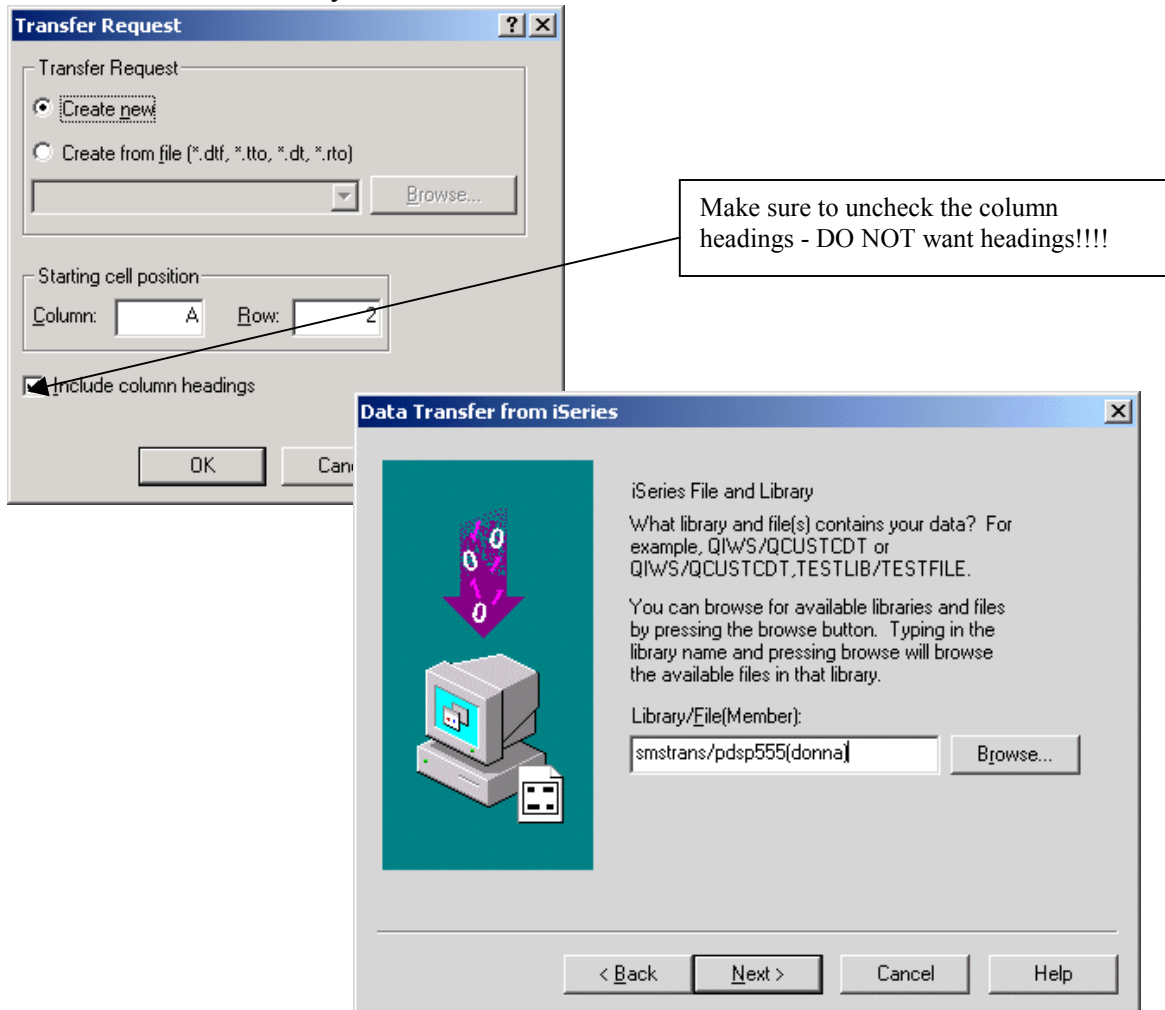 Transfer Request
Transfer Request
Create new
Create from file (*.dtf, *.tto, *.dt, *.rto)
Browse...
Make sure to uncheck the column
headings - DO NOT want headings!!!!
Starting cell position
Column: A Row: 2
Include column headings
OK
Data Transfer from iSeries
iSeries File and Library
What library and file(s) contains your data? For
example, QIWS/QCUSTCDT or
QIWS/QCUSTCDT,TESTLIB/TESTFILE.
You can browse for available libraries and files
by pressing the browse button. Typing in the
library name and pressing browse will browse
the available files in that library.
Library/File(Member):
smstrans/pdsp555(donna)
Browse...
< Back Next > Cancel Help